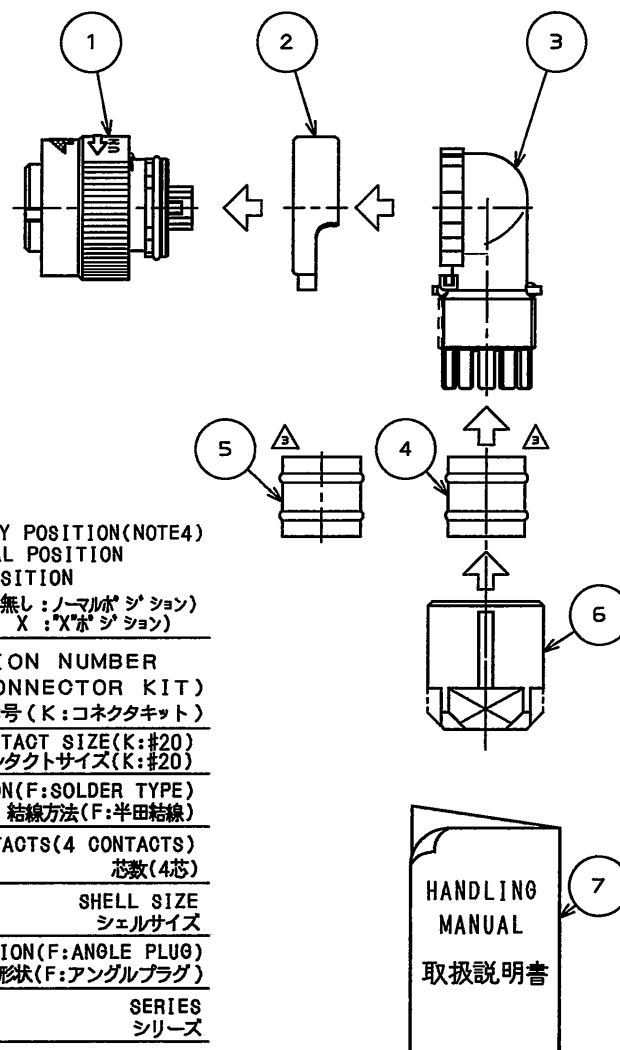 1
2
3
5
3
4
3
Y POSITION(NOTE4)
AL POSITION
SITION
無し:ノーマルポジション)
X :"X"ポジション)
6
ION NUMBER
ONNECTOR KIT)
号(K:コネクタキット)
TACT SIZE(K:#20)
ンタクトサイズ(K:#20)
ON(F:SOLDER TYPE)
結線方法(F:半田結線)
TACTS(4 CONTACTS)
芯数(4芯)
7
HANDLING
MANUAL
取扱説明書
SHELL SIZE
シェルサイズ
ION(F:ANGLE PLUG)
形状(F:アングルプラグ)
SERIES
シリーズ